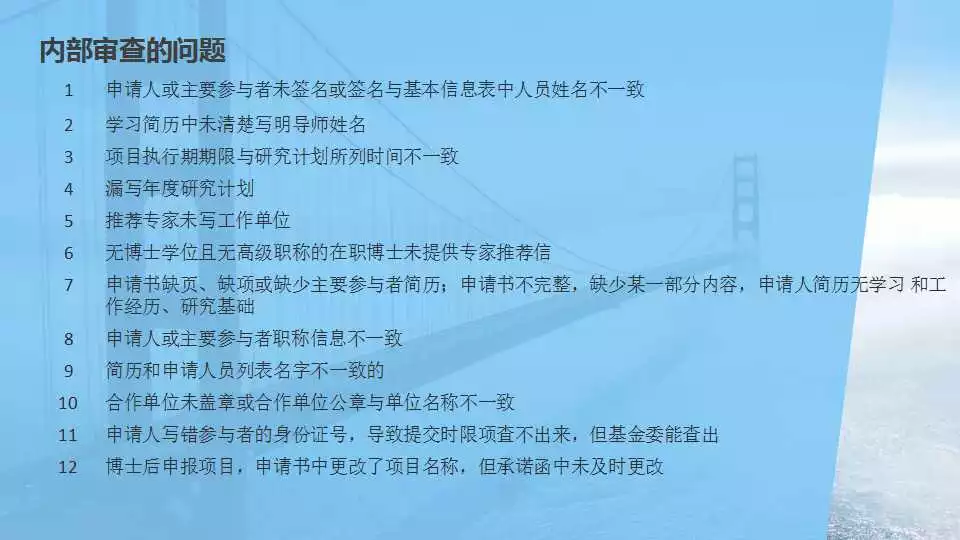 内部审查的问题
1 申请人或主要参与者未签名或签名与基本信息表中人员姓名不一致
2 学习简历中未清楚写明导师姓名
3 项目执行期期限与研究计划所列时间不一致
4 漏写年度研究计划
5 推荐专家未写工作单位
6 无博士学位且无高级职称的在职博士未提供专家推荐信
7 申请书缺页、缺项或缺少主要参与者简历；申请书不完整，缺少某一部分内容，申请人简历无学习 和工
作经历、研究基础
8 申请人或主要参与者职称信息不一致
9 简历和申请人员列表名字不一致的
10 合作单位未盖章或合作单位公章与单位名称不一致
11 申请人写错参与者的身份证号，导致提交时限项查不出来，但基金委能查出
12 博士后申报项目，申请书中更改了项目名称，但承诺函中未及时更改